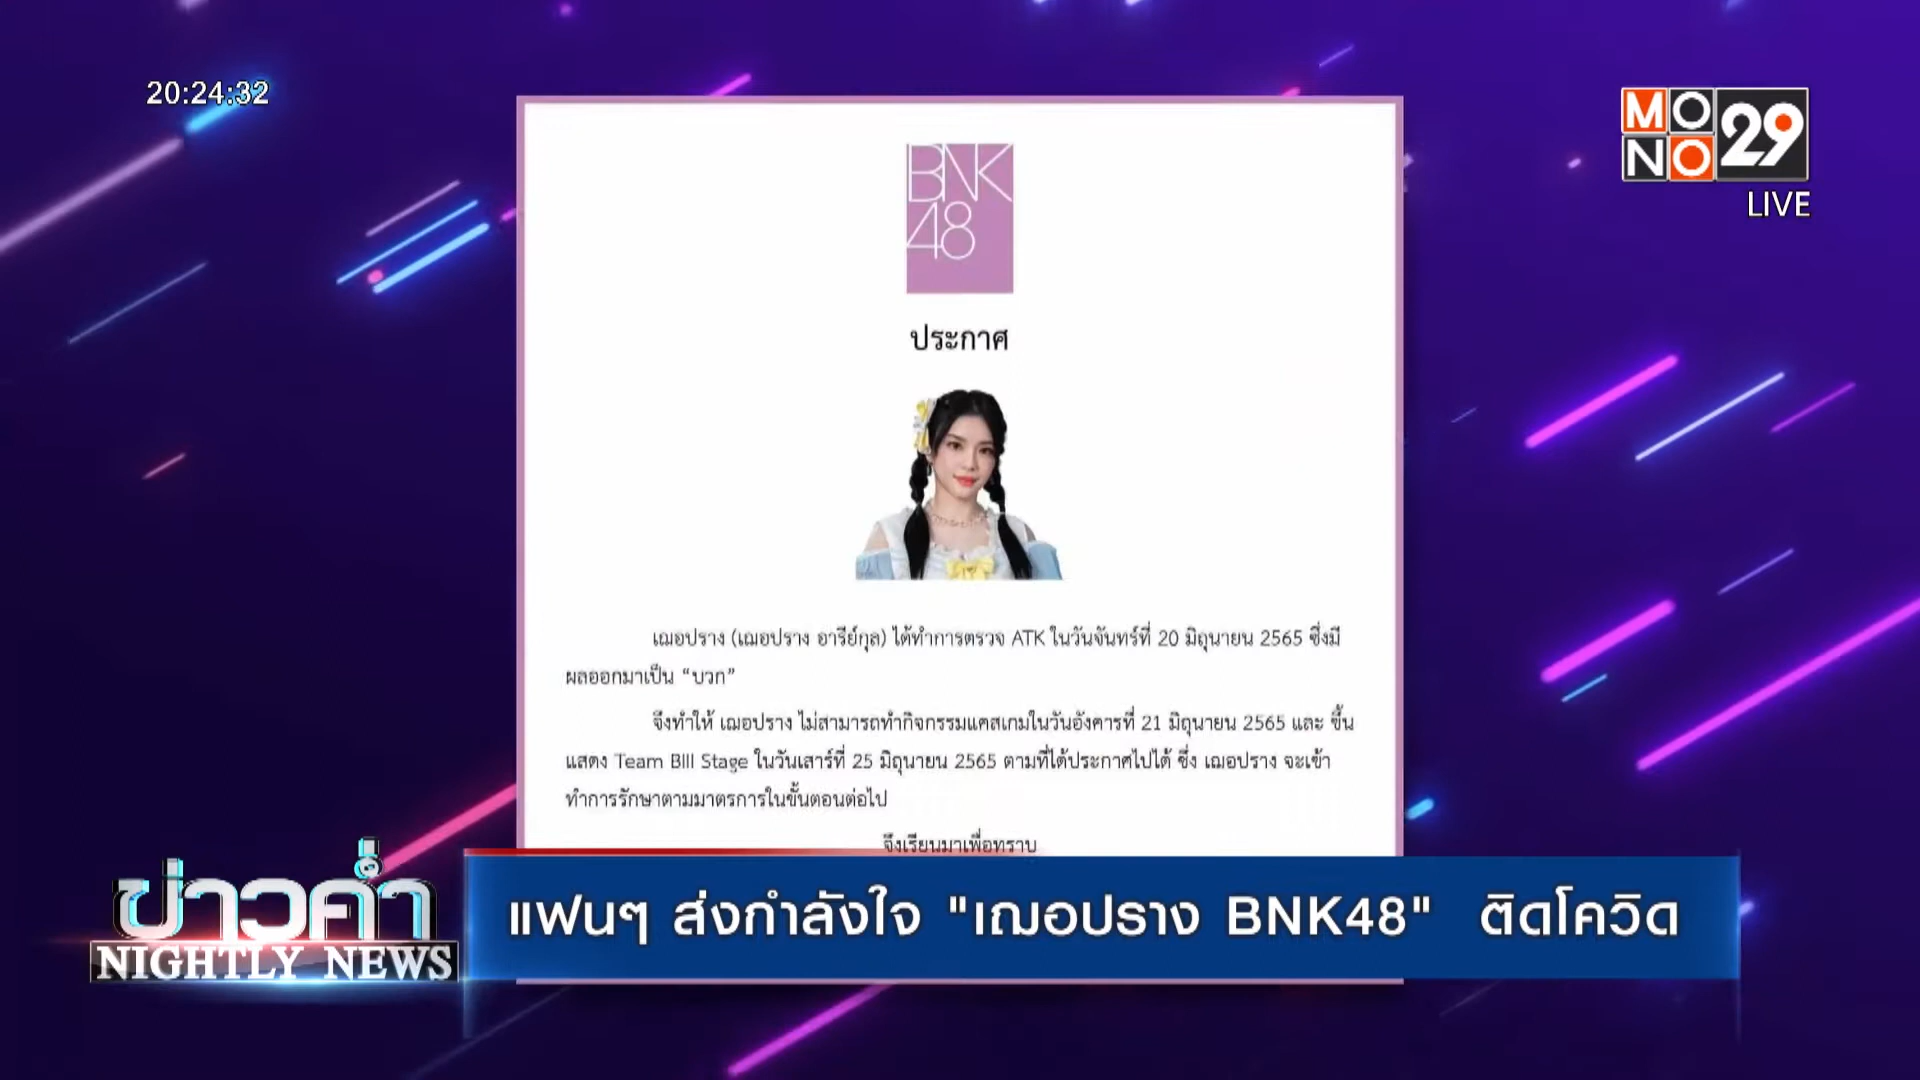 20:24:32
MONO 29
LIVE
BNK
48
ประกาศ
เฌอปราง (เฌอปราง อารีย์กุล) ได้ทำการตรวจ ATK ในวันจันทร์ที่ 20 มิถุนายน 2565 ซึ่งมี
ผลออกมาเป็น “บวก”
จึงทำให้ เฌอปราง ไม่สามารถทำกิจกรรมแคสเกมในวันอังคารที่ 21 มิถุนายน 2565 และ ขึ้น
แสดง Team BIII Stage ในวันเสาร์ที่ 25 มิถุนายน 2565 ตามที่ได้ประกาศไปได้ ซึ่ง เฌอปราง จะเข้า
ทำการรักษาตามมาตรการในขั้นตอนต่อไป
จึงเรียนมาเพื่อทราบ
ข่าวค่ำ
NIGHTLY NEWS
แฟนๆ ส่งกำลังใจ "เฌอปราง BNK48" ติดโควิด